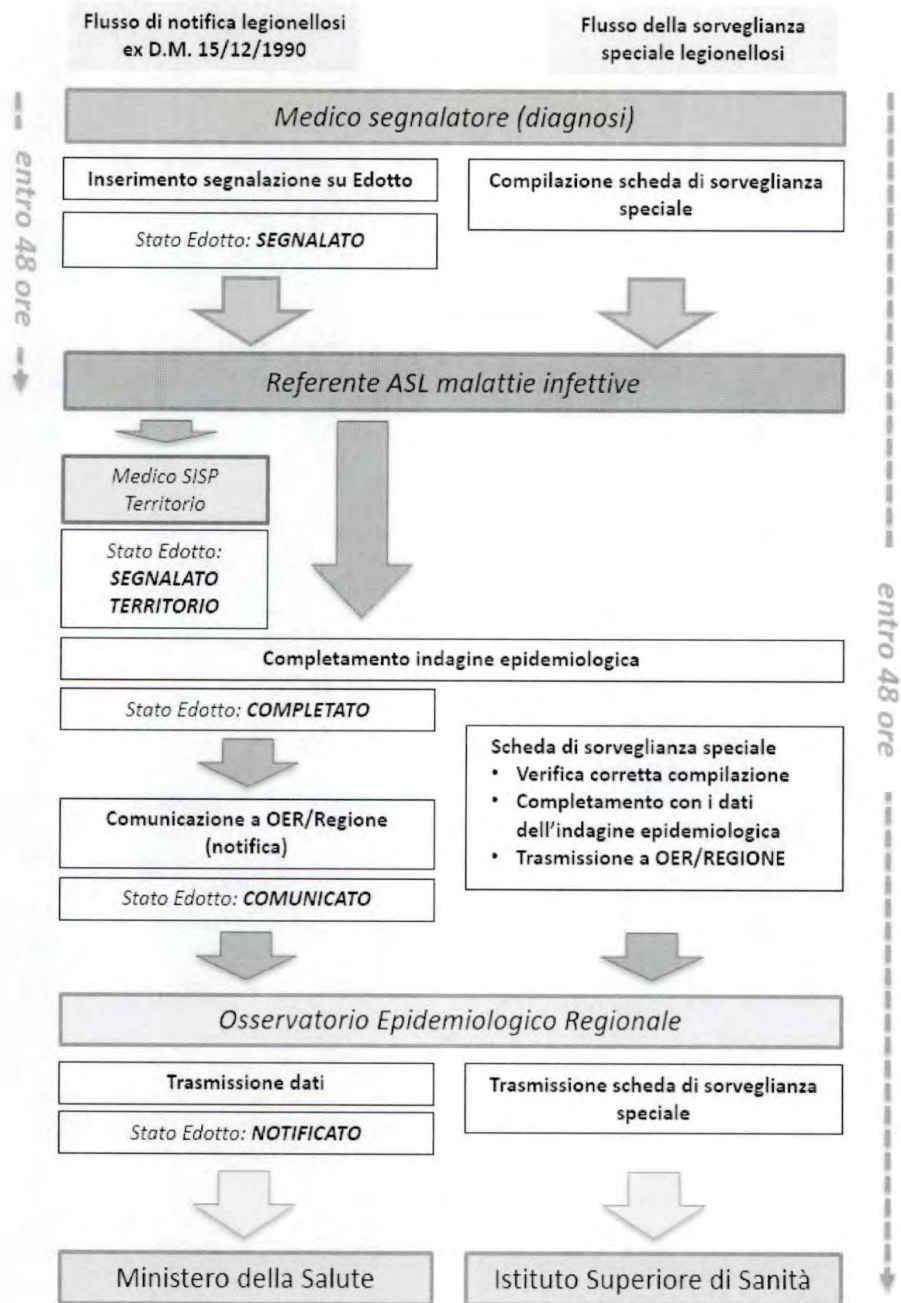 Flusso di notifica legionellosi
ex D.M. 15/12/1990
Flusso della sorveglianza
speciale legionellosi
Medico segnalatore (diagnosi)
entro 48 ore
Inserimento segnalazione su Edotto
Stato Edotto: SEGNALATO
Compilazione scheda di sorveglianza
speciale
Referente ASL malattie infettive
Medico SISP
Territorio
Stato Edotto:
SEGNALATO
TERRITORIO
entro 48 ore
Completamento indagine epidemiologica
Stato Edotto: COMPLETATO
Comunicazione a OER/Regione
(notifica)
Stato Edotto: COMUNICATO
Scheda di sorveglianza speciale
• Verifica corretta compilazione
• Completamento con i dati
dell'indagine epidemiologica
• Trasmissione a OER/REGIONE
Osservatorio Epidemiologico Regionale
Trasmissione dati
Stato Edotto: NOTIFICATO
Trasmissione scheda di sorveglianza
speciale
Ministero della Salute
Istituto Superiore di Sanità